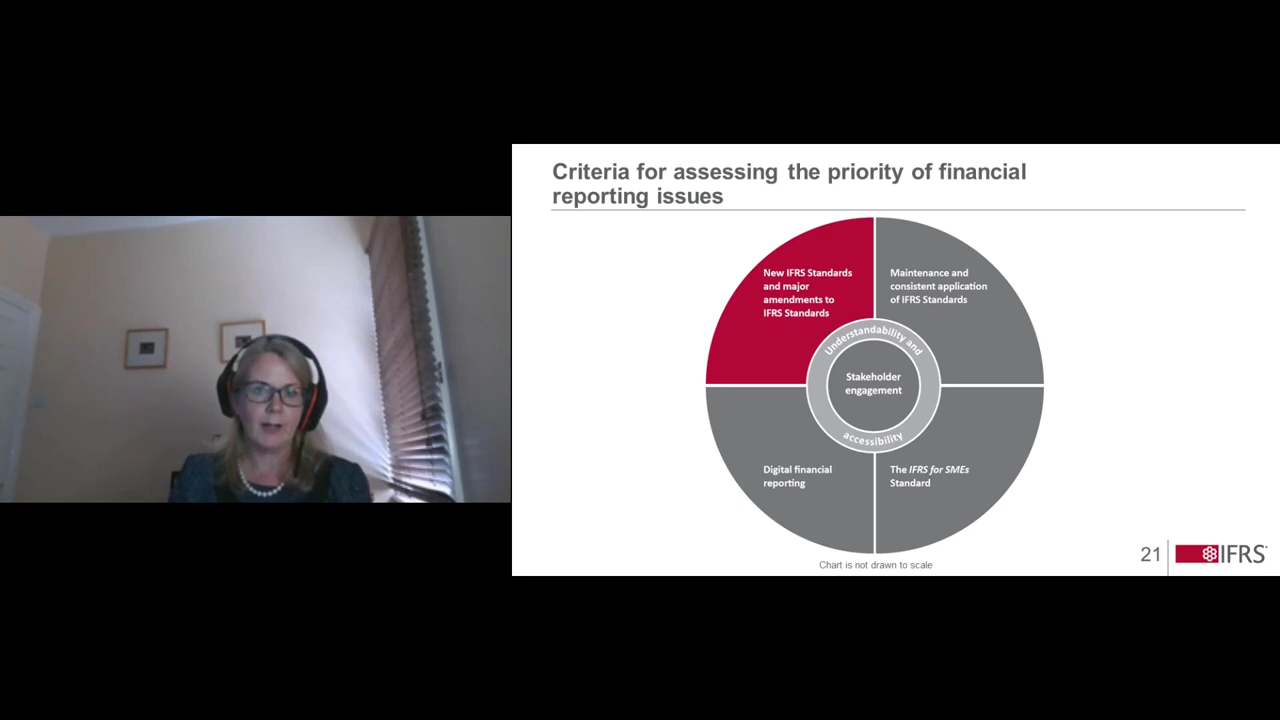 Criteria for assessing the priority of financial
reporting issues
New IFRS Standards
and major
amendments to
IFRS Standards
Maintenance and
consistent application
of IFRS Standards
Understandability and
Stakeholder
engagement
accessibility
Digital financial
reporting
The IFRS for SMEs
Standard
Chart is not drawn to scale
21
IFRS